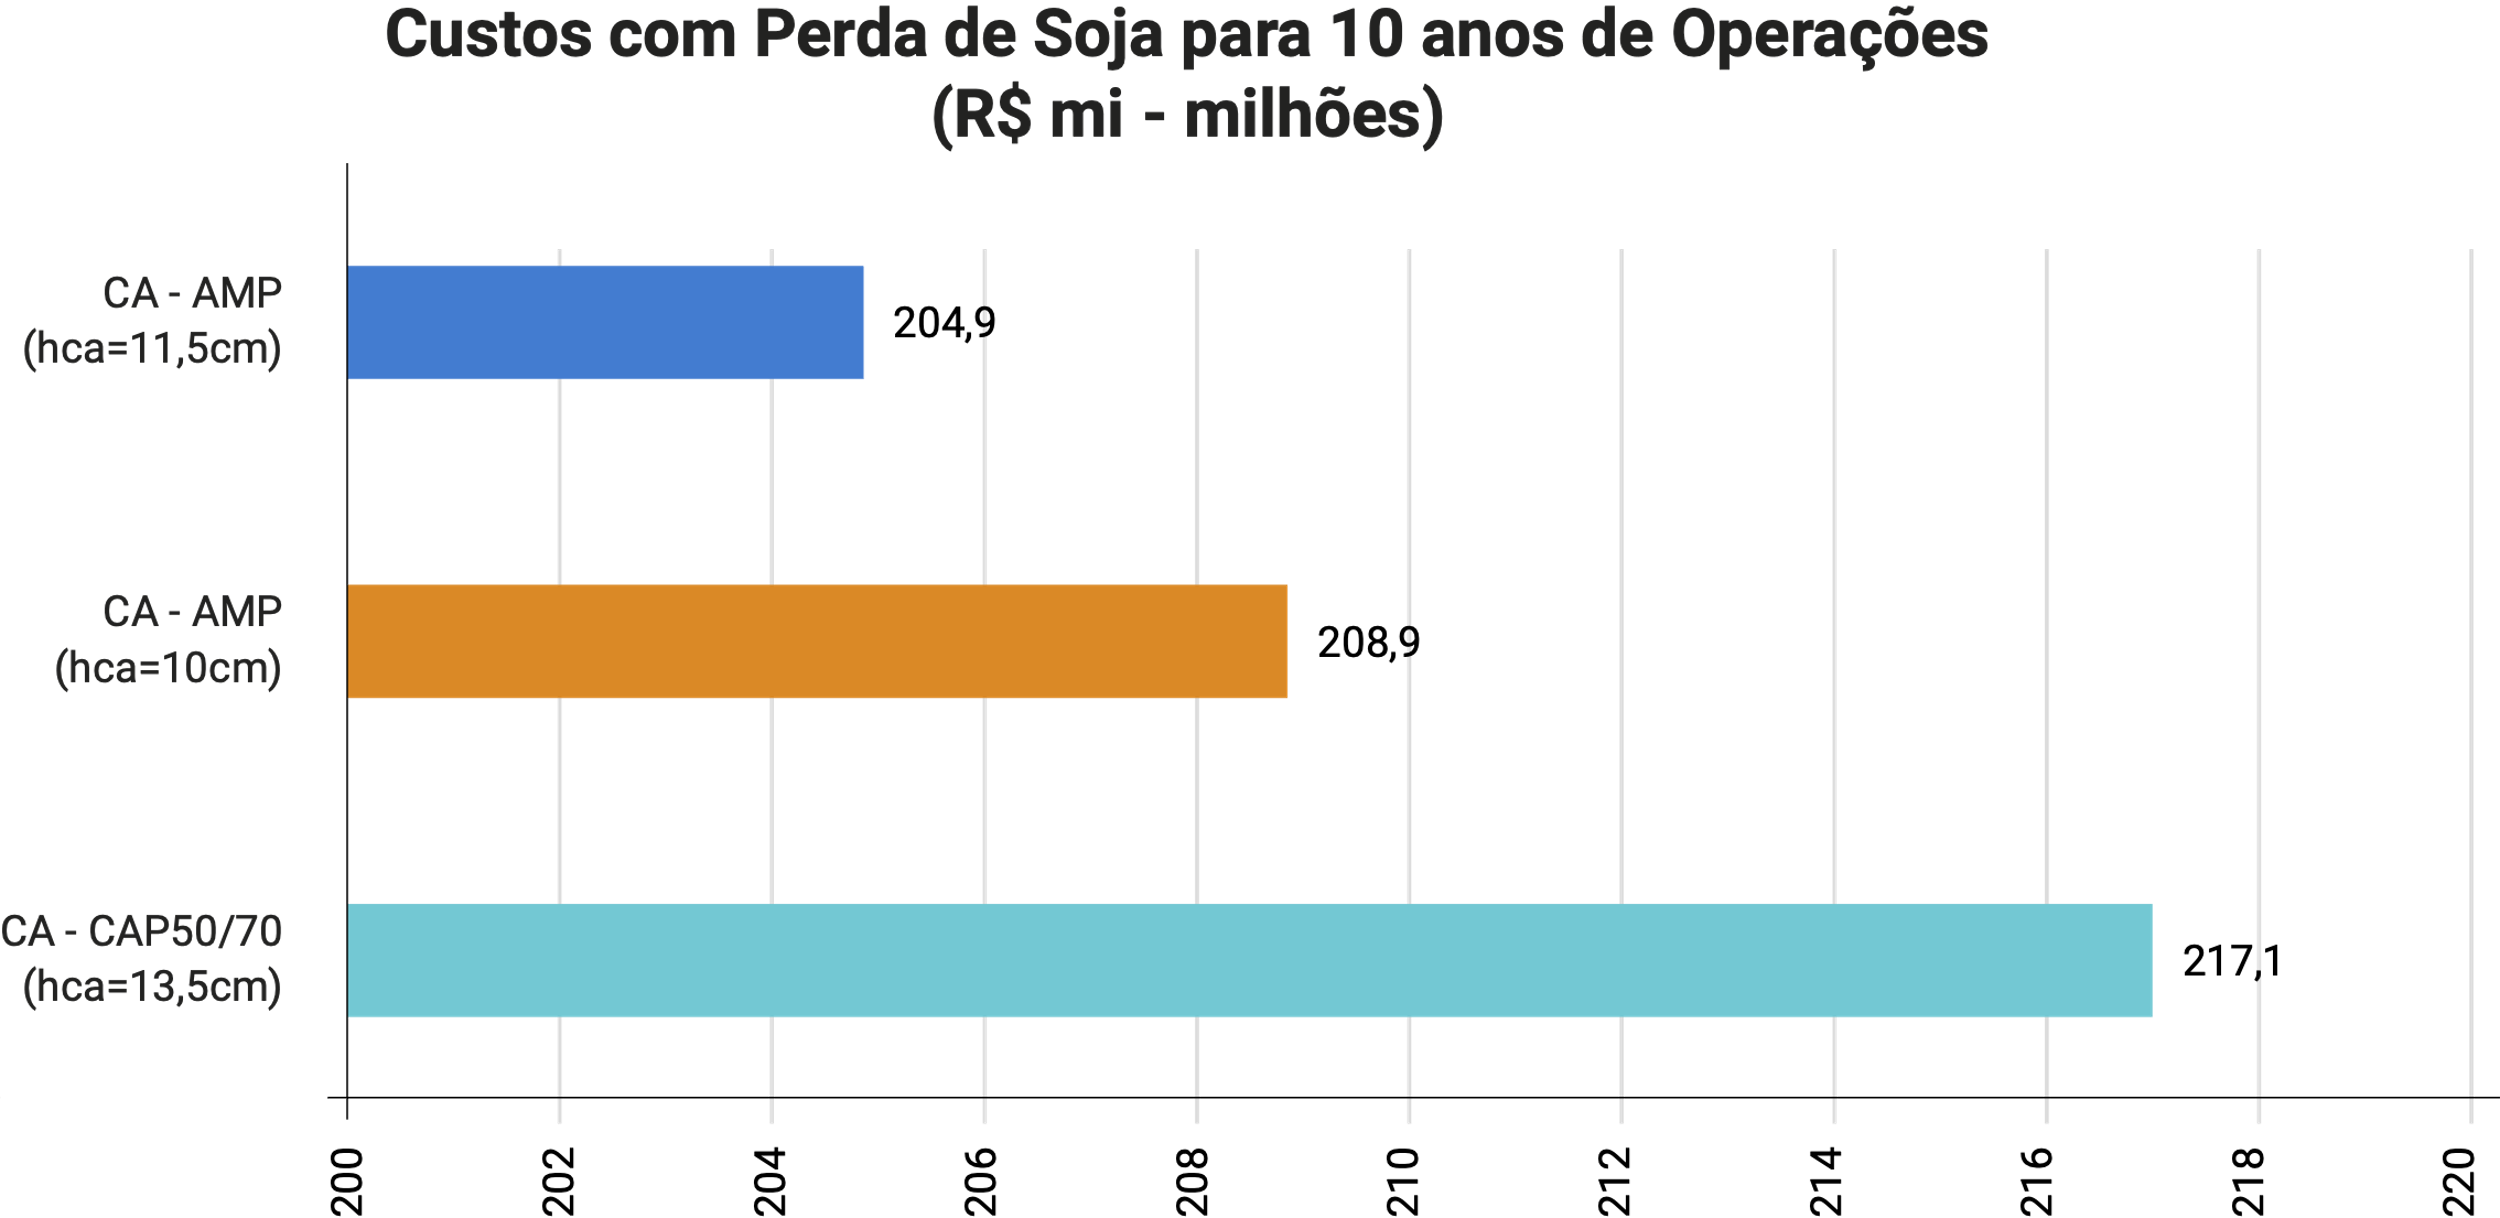 Custos com Perda de Soja para 10 anos de Operações
(R$ mi - milhões)
CA - AMP
(hca=11,5cm)
204,9
CA - AMP
(hca=10cm)
208,9
CA - CAP50/70
(hca=13,5cm)
217,1
200
202
204
206
208
210
212
214
216
218
220